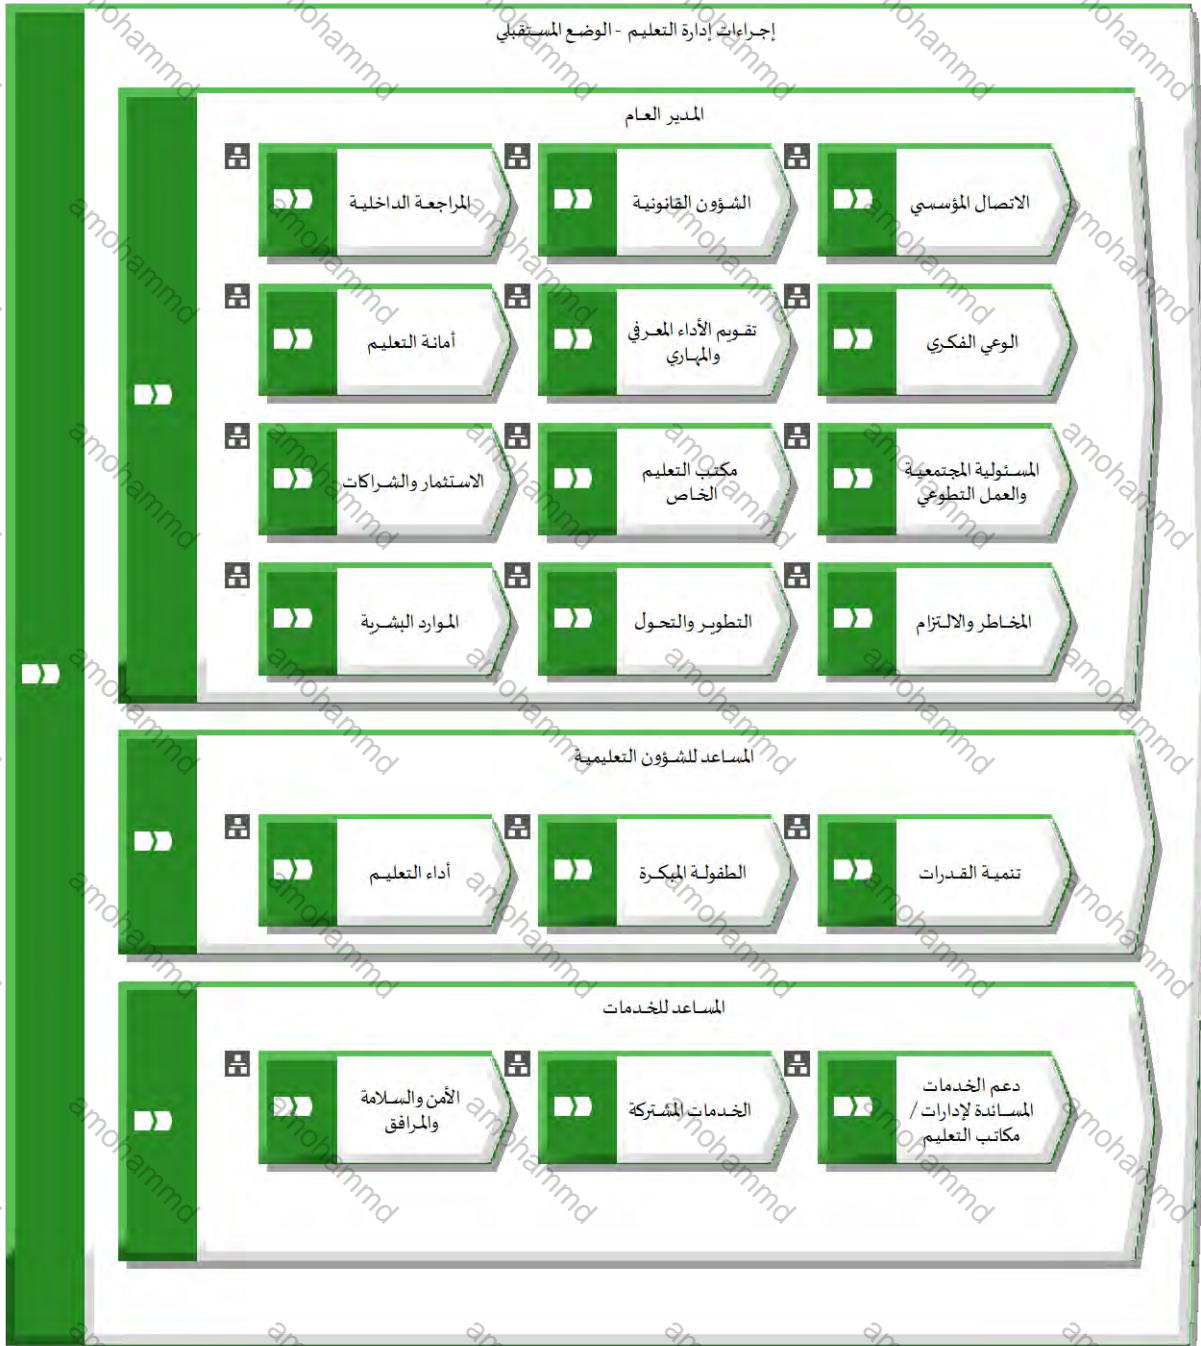 إجراءات إدارة التعليم - الوضع المستقبلي
المدير العام
الاتصال المؤسسي
الشؤون القانونية
المراجعة الداخلية
الوعي الفكري
تقويم الأداء المعرفي
والمهاري
أمانة التعليم
المسئولية المجتمعية
والعمل التطوعي
مكتب التعليم
الخاص
الاستثمار والشراكات
المخاطر والالتزام
التطوير والتحول
الموارد البشرية
المساعد للشؤون التعليمية
تنمية القدرات
الطفولة المبكرة
أداء التعليم
المساعد للخدمات
دعم الخدمات
المساندة لإدارات /
مكاتب التعليم
الخدمات المشتركة
الأمن والسلامة
والمرافق
amohammd